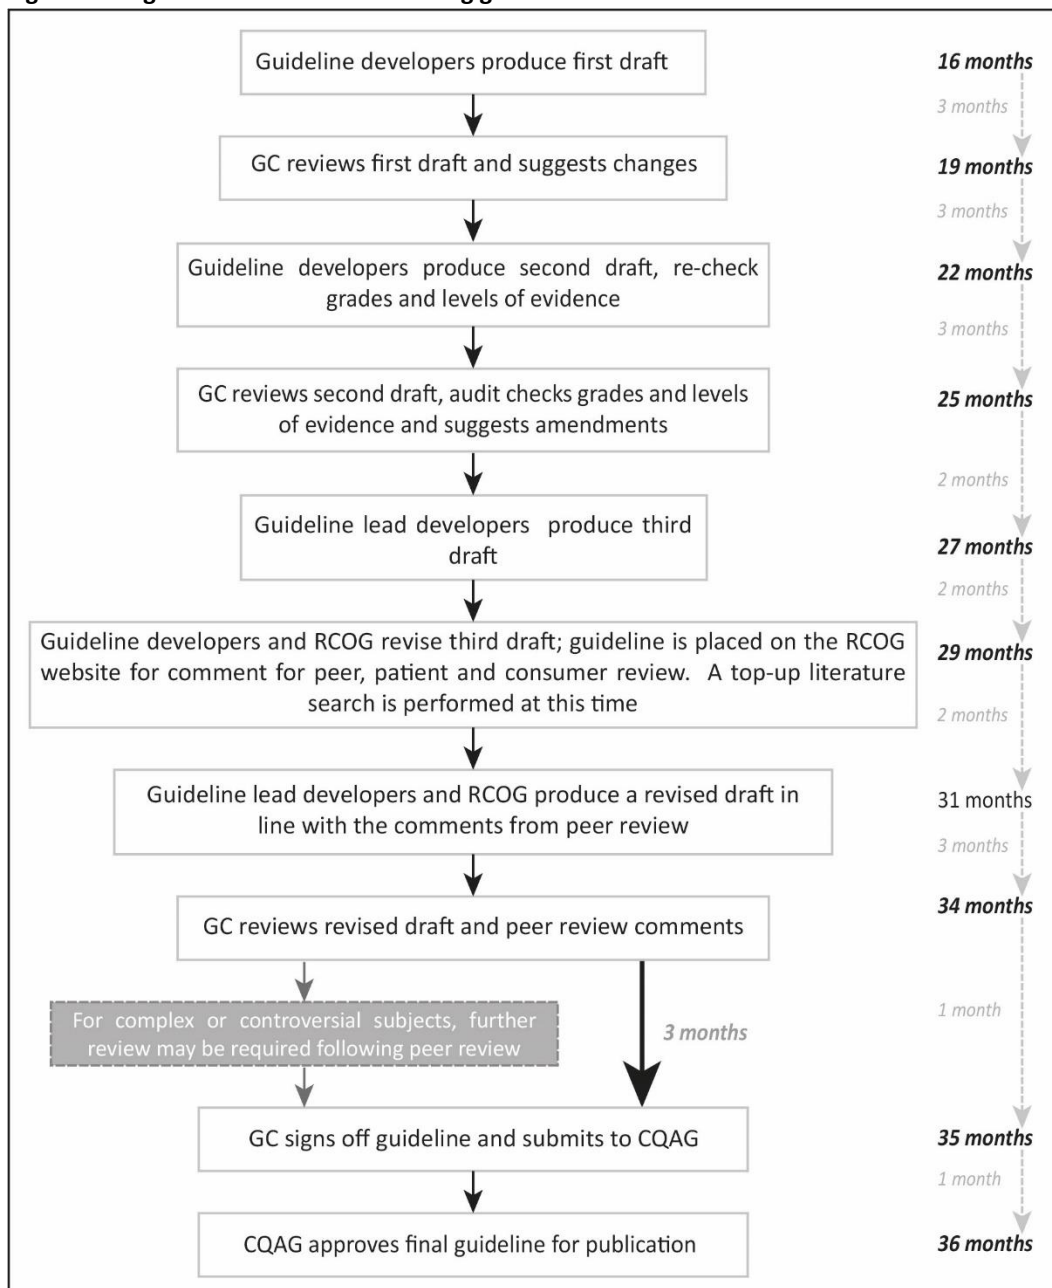 Guideline developers produce first draft
16 months
3 months
GC reviews first draft and suggests changes
19 months
3 months
Guideline developers produce second draft, re-check
grades and levels of evidence
22 months
3 months
GC reviews second draft, audit checks grades and levels
of evidence and suggests amendments
25 months
2 months
Guideline lead developers produce third
draft
27 months
2 months
Guideline developers and RCOG revise third draft; guideline is placed on the RCOG
website for comment for peer, patient and consumer review. A top-up literature
search is performed at this time
29 months
2 months
Guideline lead developers and RCOG produce a revised draft in
line with the comments from peer review
31 months
3 months
GC reviews revised draft and peer review comments
34 months
For complex or controversial subjects, further
review may be required following peer review
3 months
1 month
GC signs off guideline and submits to CQAG
35 months
1 month
CQAG approves final guideline for publication
36 months